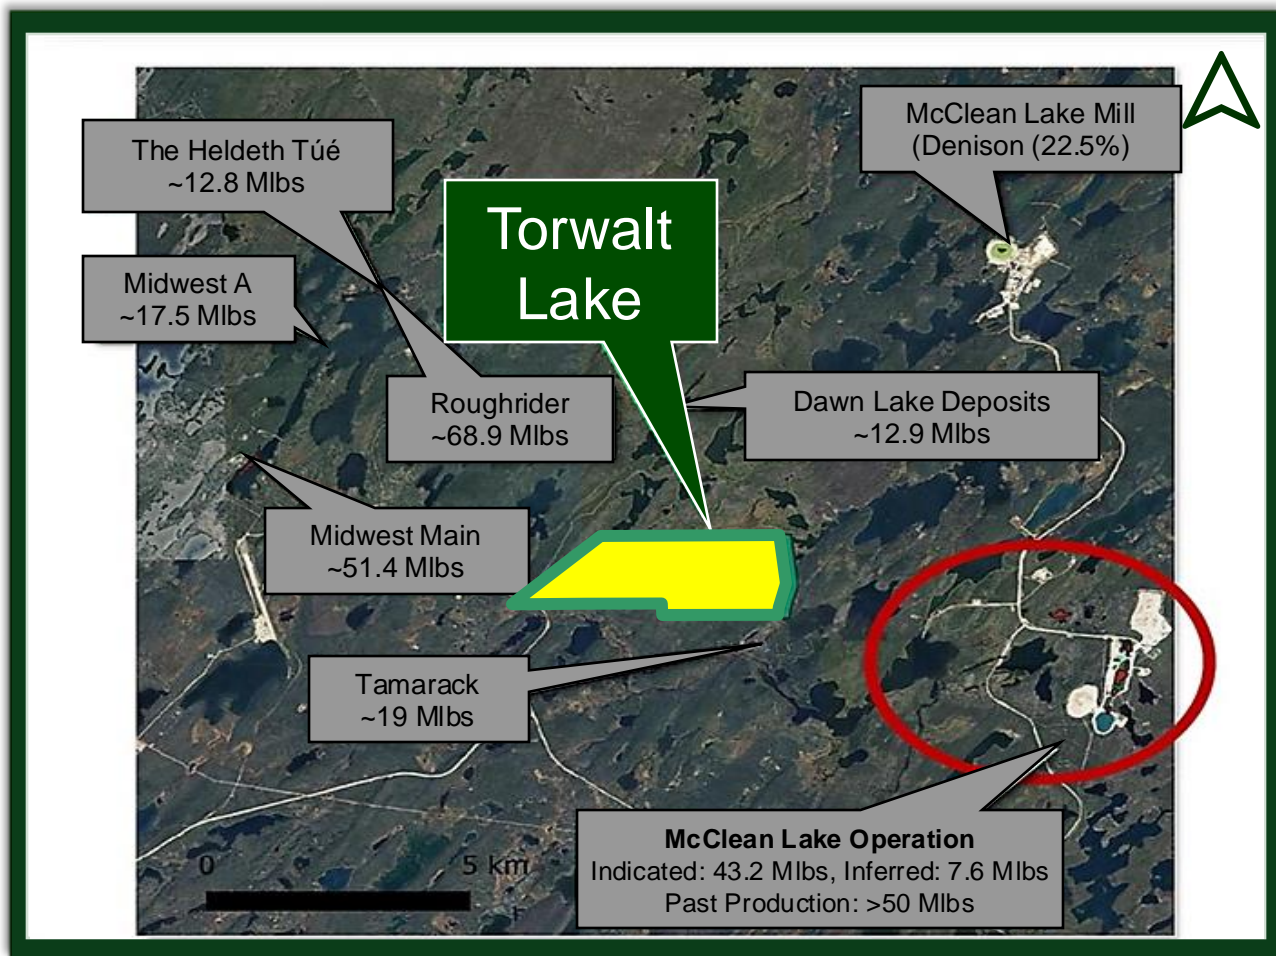 McClean Lake Mill
(Denison (22.5%)
The Heldeth Túé
~12.8 Mlbs
Torwalt
Lake
Midwest A
~17.5 Mlbs
Roughrider
~68.9 Mlbs
Dawn Lake Deposits
~12.9 Mlbs
Midwest Main
~51.4 Mlbs
Tamarack
~19 Mlbs
McClean Lake Operation
Indicated: 43.2 Mlbs, Inferred: 7.6 Mlbs
Past Production: >50 Mlbs
0 5 km